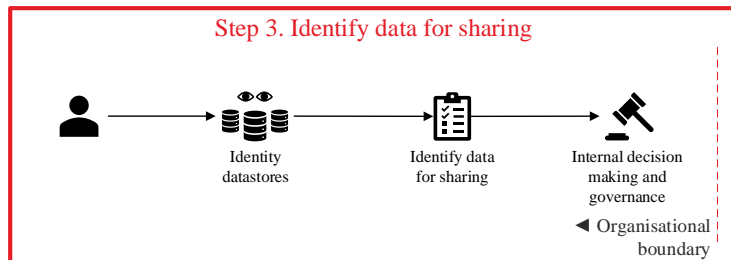 Step 3. Identify data for sharing
Identity
datastores
Identify data
for sharing
Internal decision
making and
governance
◄ Organisational
boundary